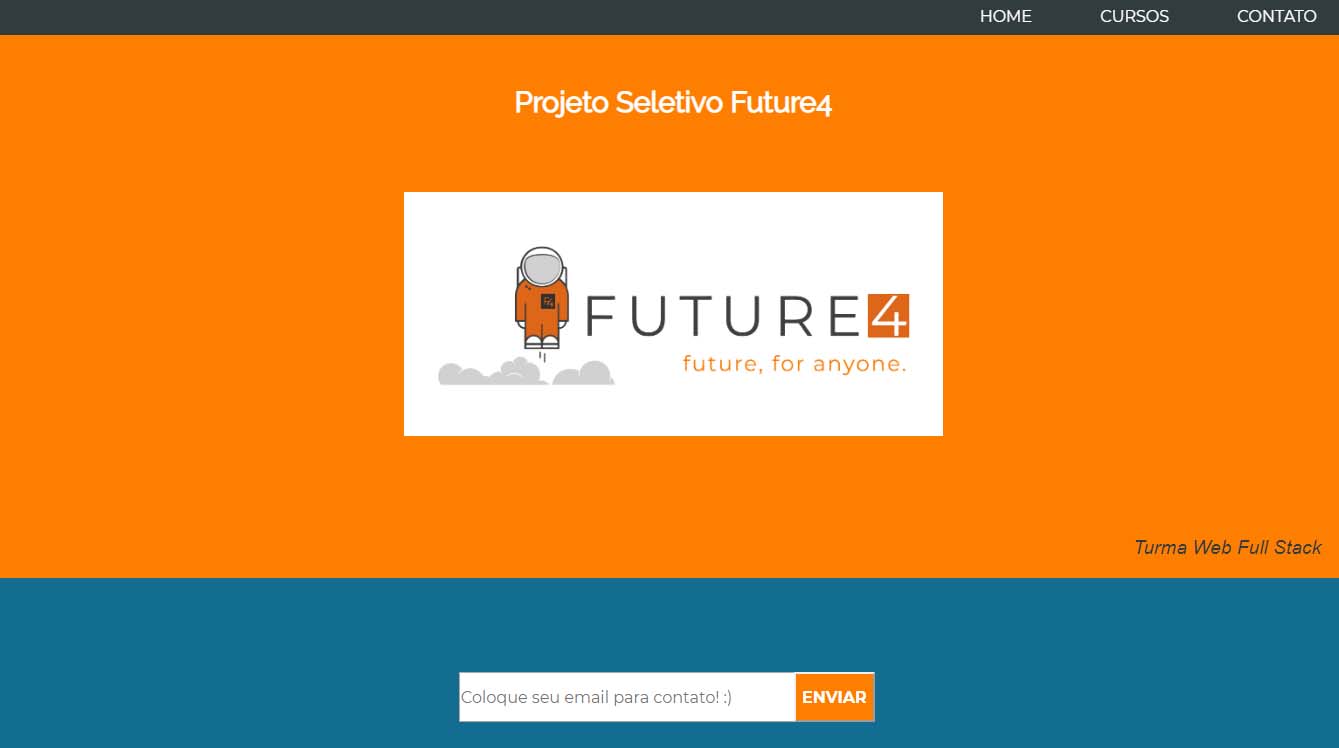 HOME CURSOS CONTATO
Projeto Seletivo Future4
F4
FUTURE4
future, for anyone.
Turma Web Full Stack
Coloque seu email para contato! :)
ENVIAR